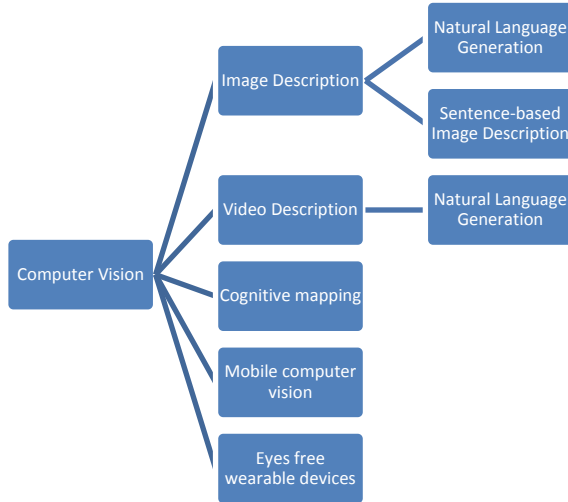 Natural Language
Generation
Image Description
Sentence-based
Image Description
Video Description
Natural Language
Generation
Computer Vision
Cognitive mapping
Mobile computer
vision
Eyes free
wearable devices